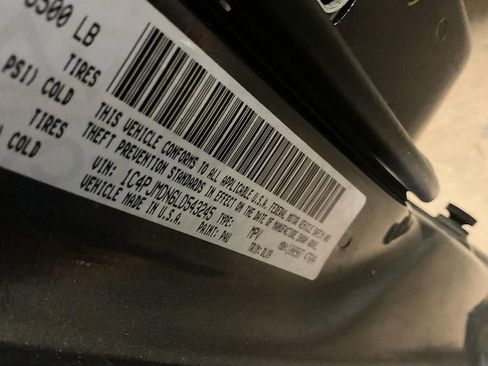 3500 LB
TIRES
PSI) COLD
TIRES
A) COLD
THIS VEHICLE CONFORMS TO ALL APPLICABLE U.S.A. FEDERAL MOTOR VEHICLE SAFETY AND
THEFT PREVENTION STANDARDS IN EFFECT ON THE DATE OF MANUFACTURE SHOWN ABOVE.
VIN: 1C4PJMDN6LD543245 TYPE: MPV
VEHICLE MADE IN U.S.A. PAINT: PAU